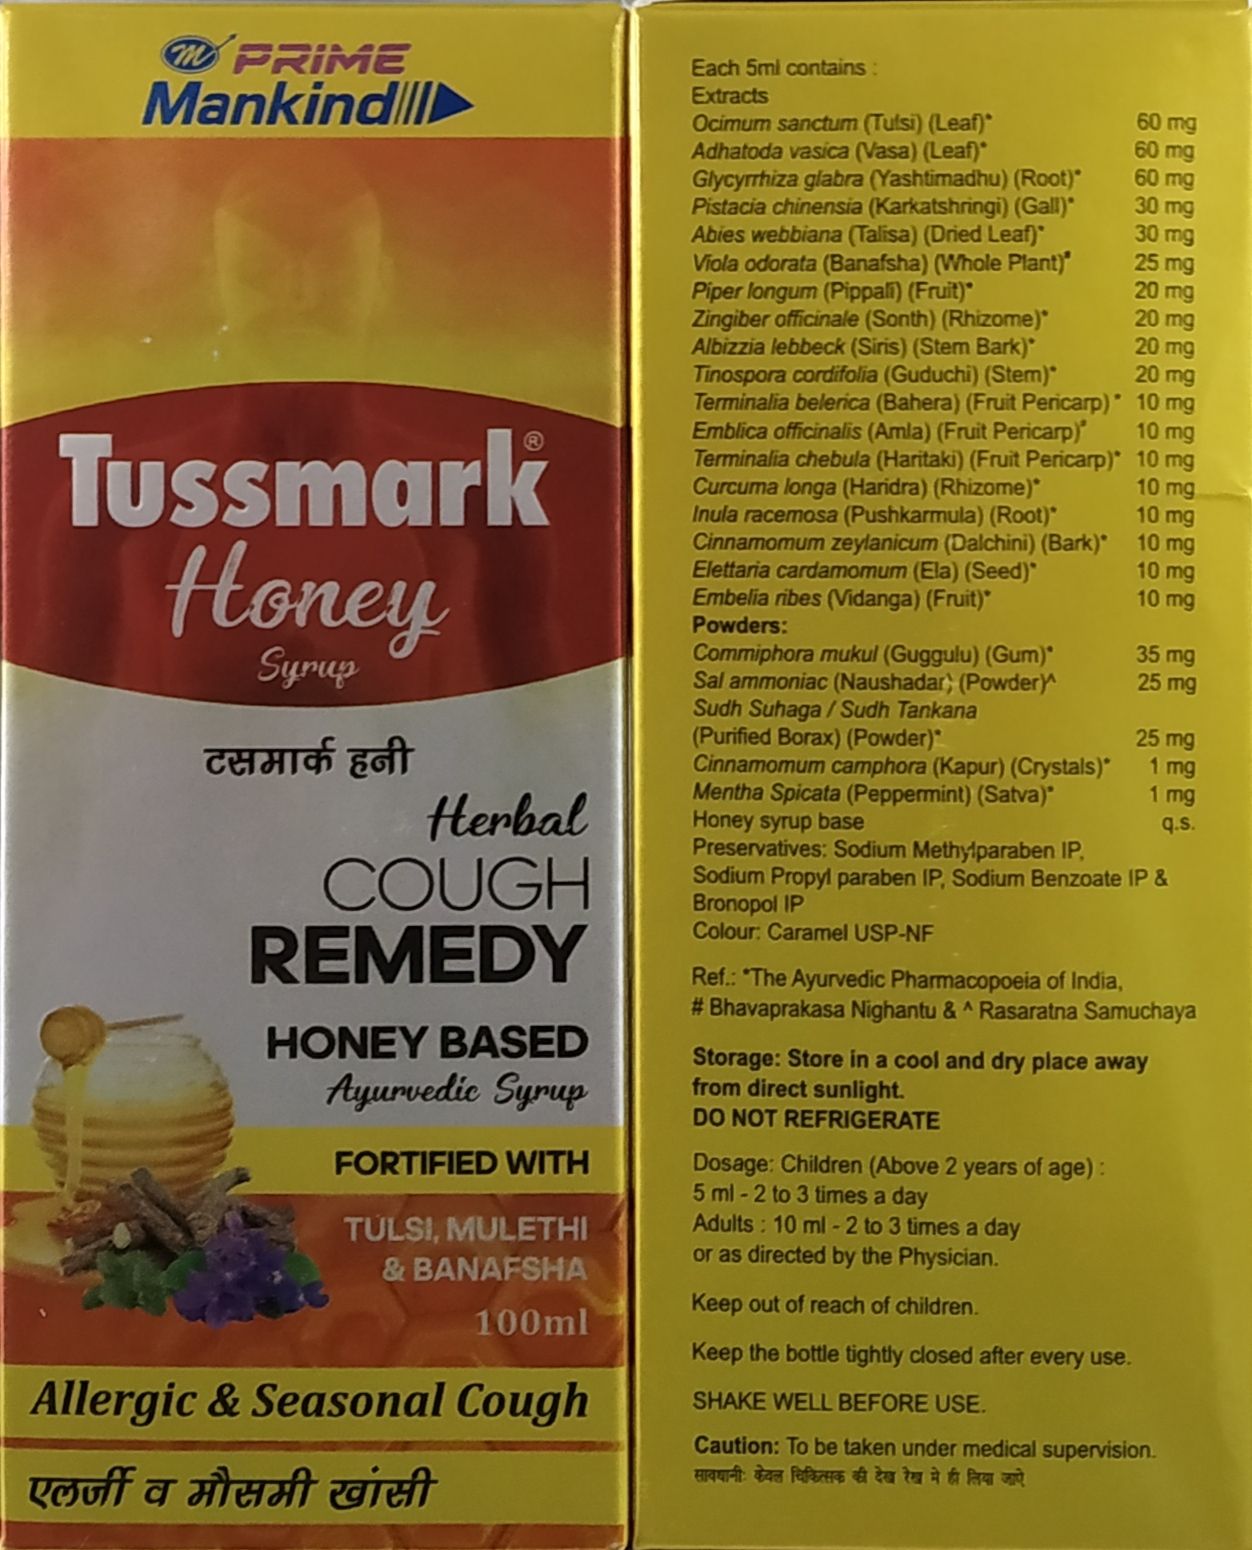 PRIME
Mankind
Tussmark®
Honey
Syrup
टसमार्क हनी
Herbal
COUGH
REMEDY
HONEY BASED
Ayurvedic Syrup
FORTIFIED WITH
TULSI, MULETHI
& BANAFSHA
100ml
Allergic & Seasonal Cough
एलर्जी व मौसमी खांसी
Each 5ml contains :
Extracts
Ocimum sanctum (Tulsi) (Leaf)* 60 mg
Adhatoda vasica (Vasa) (Leaf)* 60 mg
Glycyrrhiza glabra (Yashtimadhu) (Root)* 60 mg
Pistacia chinensia (Karkatshringi) (Gall)* 30 mg
Abies webbiana (Talisa) (Dried Leaf)* 30 mg
Viola odorata (Banafsha) (Whole Plant)# 25 mg
Piper longum (Pippali) (Fruit)* 20 mg
Zingiber officinale (Sonth) (Rhizome)* 20 mg
Albizzia lebbeck (Siris) (Stem Bark)* 20 mg
Tinospora cordifolia (Guduchi) (Stem)* 20 mg
Terminalia belerica (Bahera) (Fruit Pericarp) * 10 mg
Emblica officinalis (Amla) (Fruit Pericarp)# 10 mg
Terminalia chebula (Haritaki) (Fruit Pericarp)* 10 mg
Curcuma longa (Haridra) (Rhizome)* 10 mg
Inula racemosa (Pushkarmula) (Root)* 10 mg
Cinnamomum zeylanicum (Dalchini) (Bark)* 10 mg
Elettaria cardamomum (Ela) (Seed)* 10 mg
Embelia ribes (Vidanga) (Fruit)* 10 mg
Powders:
Commiphora mukul (Guggulu) (Gum)* 35 mg
Sal ammoniac (Naushadar) (Powder)^ 25 mg
Sudh Suhaga / Sudh Tankana
(Purified Borax) (Powder)* 25 mg
Cinnamomum camphora (Kapur) (Crystals)* 1 mg
Mentha Spicata (Peppermint) (Satva)* 1 mg
Honey syrup base q.s.
Preservatives: Sodium Methylparaben IP,
Sodium Propyl paraben IP, Sodium Benzoate IP &
Bronopol IP
Colour: Caramel USP-NF
Ref.: *The Ayurvedic Pharmacopoeia of India,
# Bhavaprakasa Nighantu & ^ Rasaratna Samuchaya
Storage: Store in a cool and dry place away
from direct sunlight.
DO NOT REFRIGERATE
Dosage: Children (Above 2 years of age) :
5 ml - 2 to 3 times a day
Adults : 10 ml - 2 to 3 times a day
or as directed by the Physician.
Keep out of reach of children.
Keep the bottle tightly closed after every use.
SHAKE WELL BEFORE USE.
Caution: To be taken under medical supervision.
सावधानी: केवल चिकित्सक की देख रेख मे ही लिया जाऐ